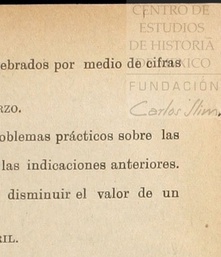 CENTRO DE
ESTUDIOS
DE HISTORIA
DE MÉXICO
FUNDACIÓN
Carlos Slim.
ebrados por medio de cifras
RZO.
oblemas prácticos sobre las
las indicaciones anteriores.
disminuir el valor de un
RIL.